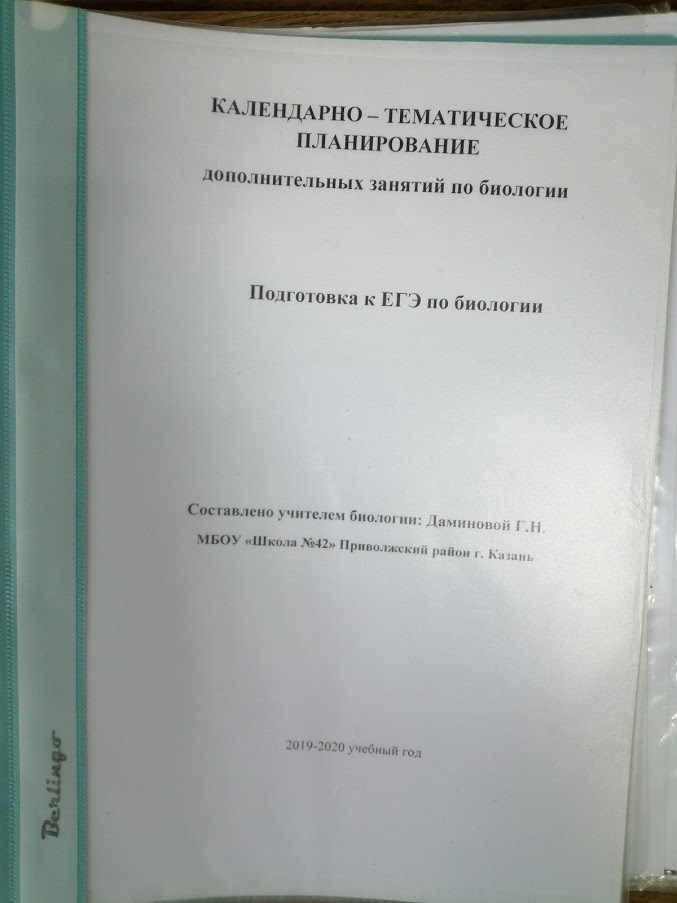 КАЛЕНДАРНО – ТЕМАТИЧЕСКОЕ
ПЛАНИРОВАНИЕ
дополнительных занятий по биологии
Подготовка к ЕГЭ по биологии
Составлено учителем биологии: Даминовой Г.Н.
МБОУ «Школа №42» Приволжский район г. Казань
2019-2020 учебный год
Berlingo